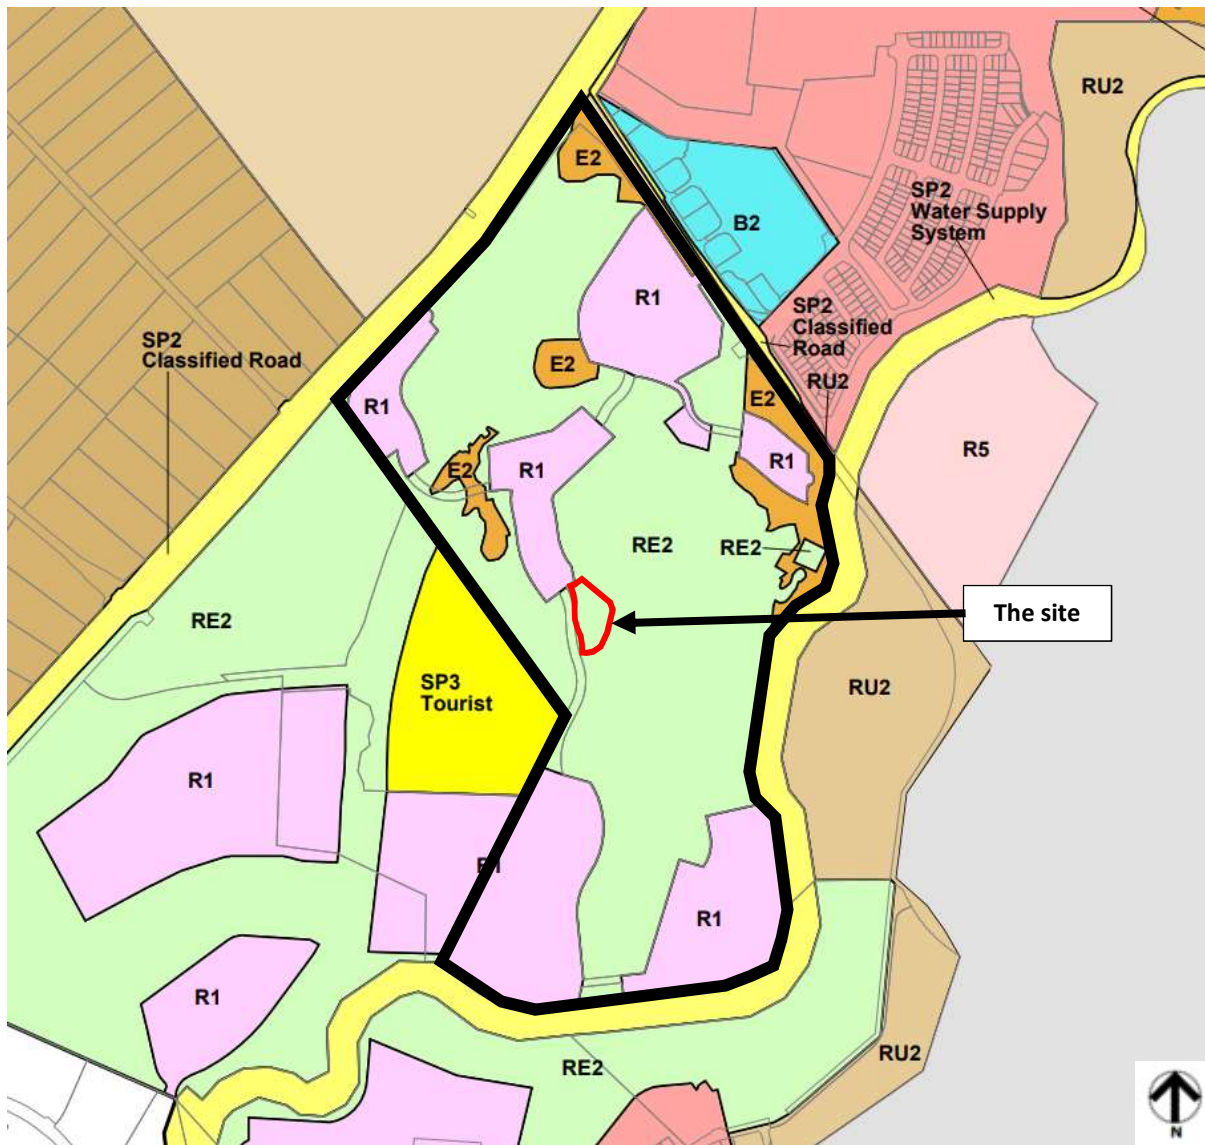 RU2
E2
SP2
Water Supply
System
B2
R1
SP2
Classified
Road
SP2
Classified Road
E2
RU2
E2
R1
R5
R1
R1
E2
RE2
RE2
The site
RE2
SP3
Tourist
RU2
R1
R1
R1
R1
RU2
RE2
N